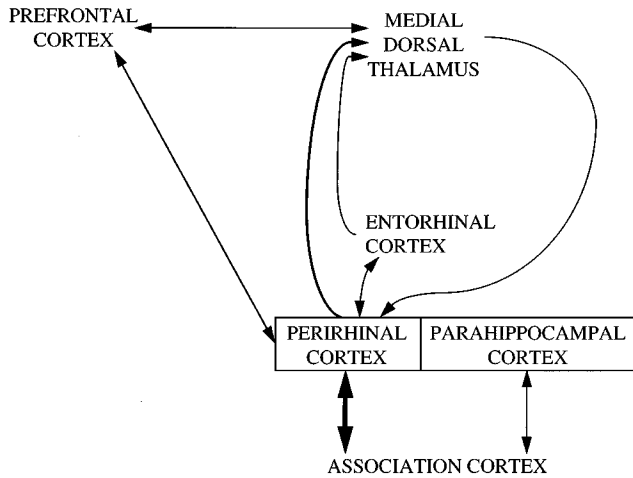 PREFRONTAL
CORTEX
MEDIAL
DORSAL
THALAMUS
ENTORHINAL
CORTEX
PERIRHINAL
CORTEX
PARAHIPPOCAMPAL
CORTEX
ASSOCIATION CORTEX